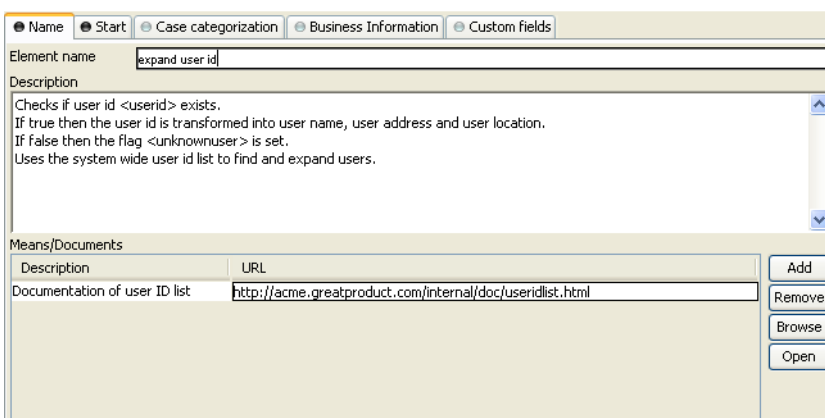 Name Start Case categorization Business Information Custom fields
Element name expand user id
Description
Checks if user id <userid> exists.
If true then the user id is transformed into user name, user address and user location.
If false then the flag <unknownuser> is set.
Uses the system wide user id list to find and expand users.
Means/Documents
Description URL Add
Documentation of user ID list http://acme.greatproduct.com/internal/doc/useridlist.html Remove
Browse
Open